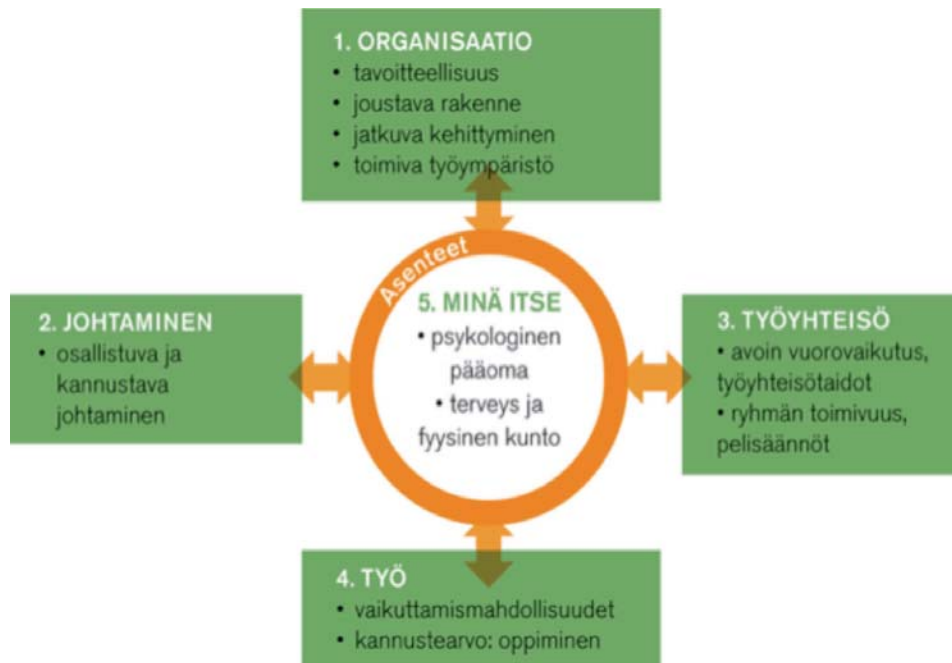 1. ORGANISAATIO
• tavoitteellisuus
• joustava rakenne
• jatkuva kehittyminen
• toimiva työympäristö
Asenteet
2. JOHTAMINEN
• osallistuva ja
kannustava
johtaminen
5. MINÄ ITSE
• psykologinen
pääoma
• terveys ja
fyysinen kunto
3. TYÖYHTEISÖ
• avoin vuorovaikutus,
työyhteisötaidot
• ryhmän toimivuus,
pelisäännöt
4. TYÖ
• vaikuttamismahdollisuudet
• kannustearvo: oppiminen